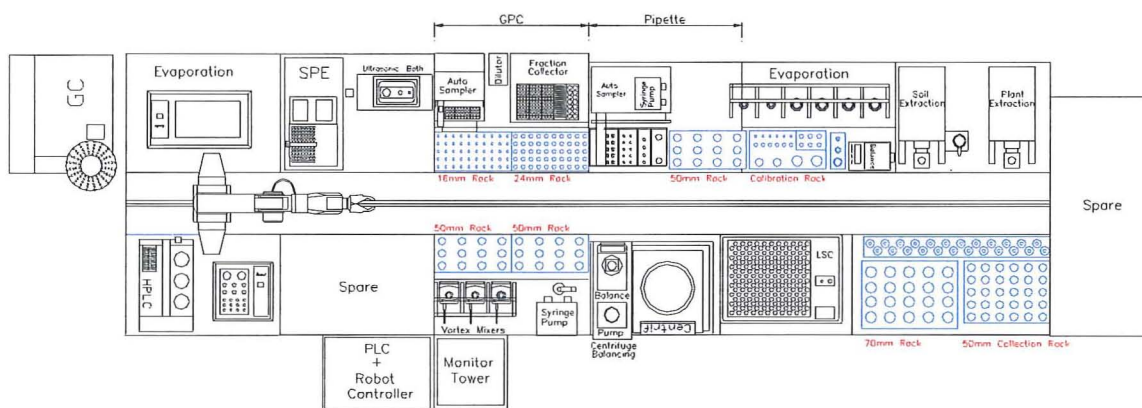 GPC
Pipette
GC
Evaporation
SPE
Ultrasonic Bath
Auto
Sampler
Dilutor
Fraction
Collector
Auto
Sampler
Syringe
Pump
Evaporation
Soil
Extraction
Plant
Extraction
Balance
16mm Rack
24mm Rack
50mm Rack
Calibration Rack
Spare
50mm Rack
50mm Rack
HPLC
Spare
Vortex Mixers
Syringe
Pump
Balance
Pump
Centrifuge
Balancing
Centrif
LSC
70mm Rack
50mm Collection Rack
PLC
+
Robot
Controller
Monitor
Tower